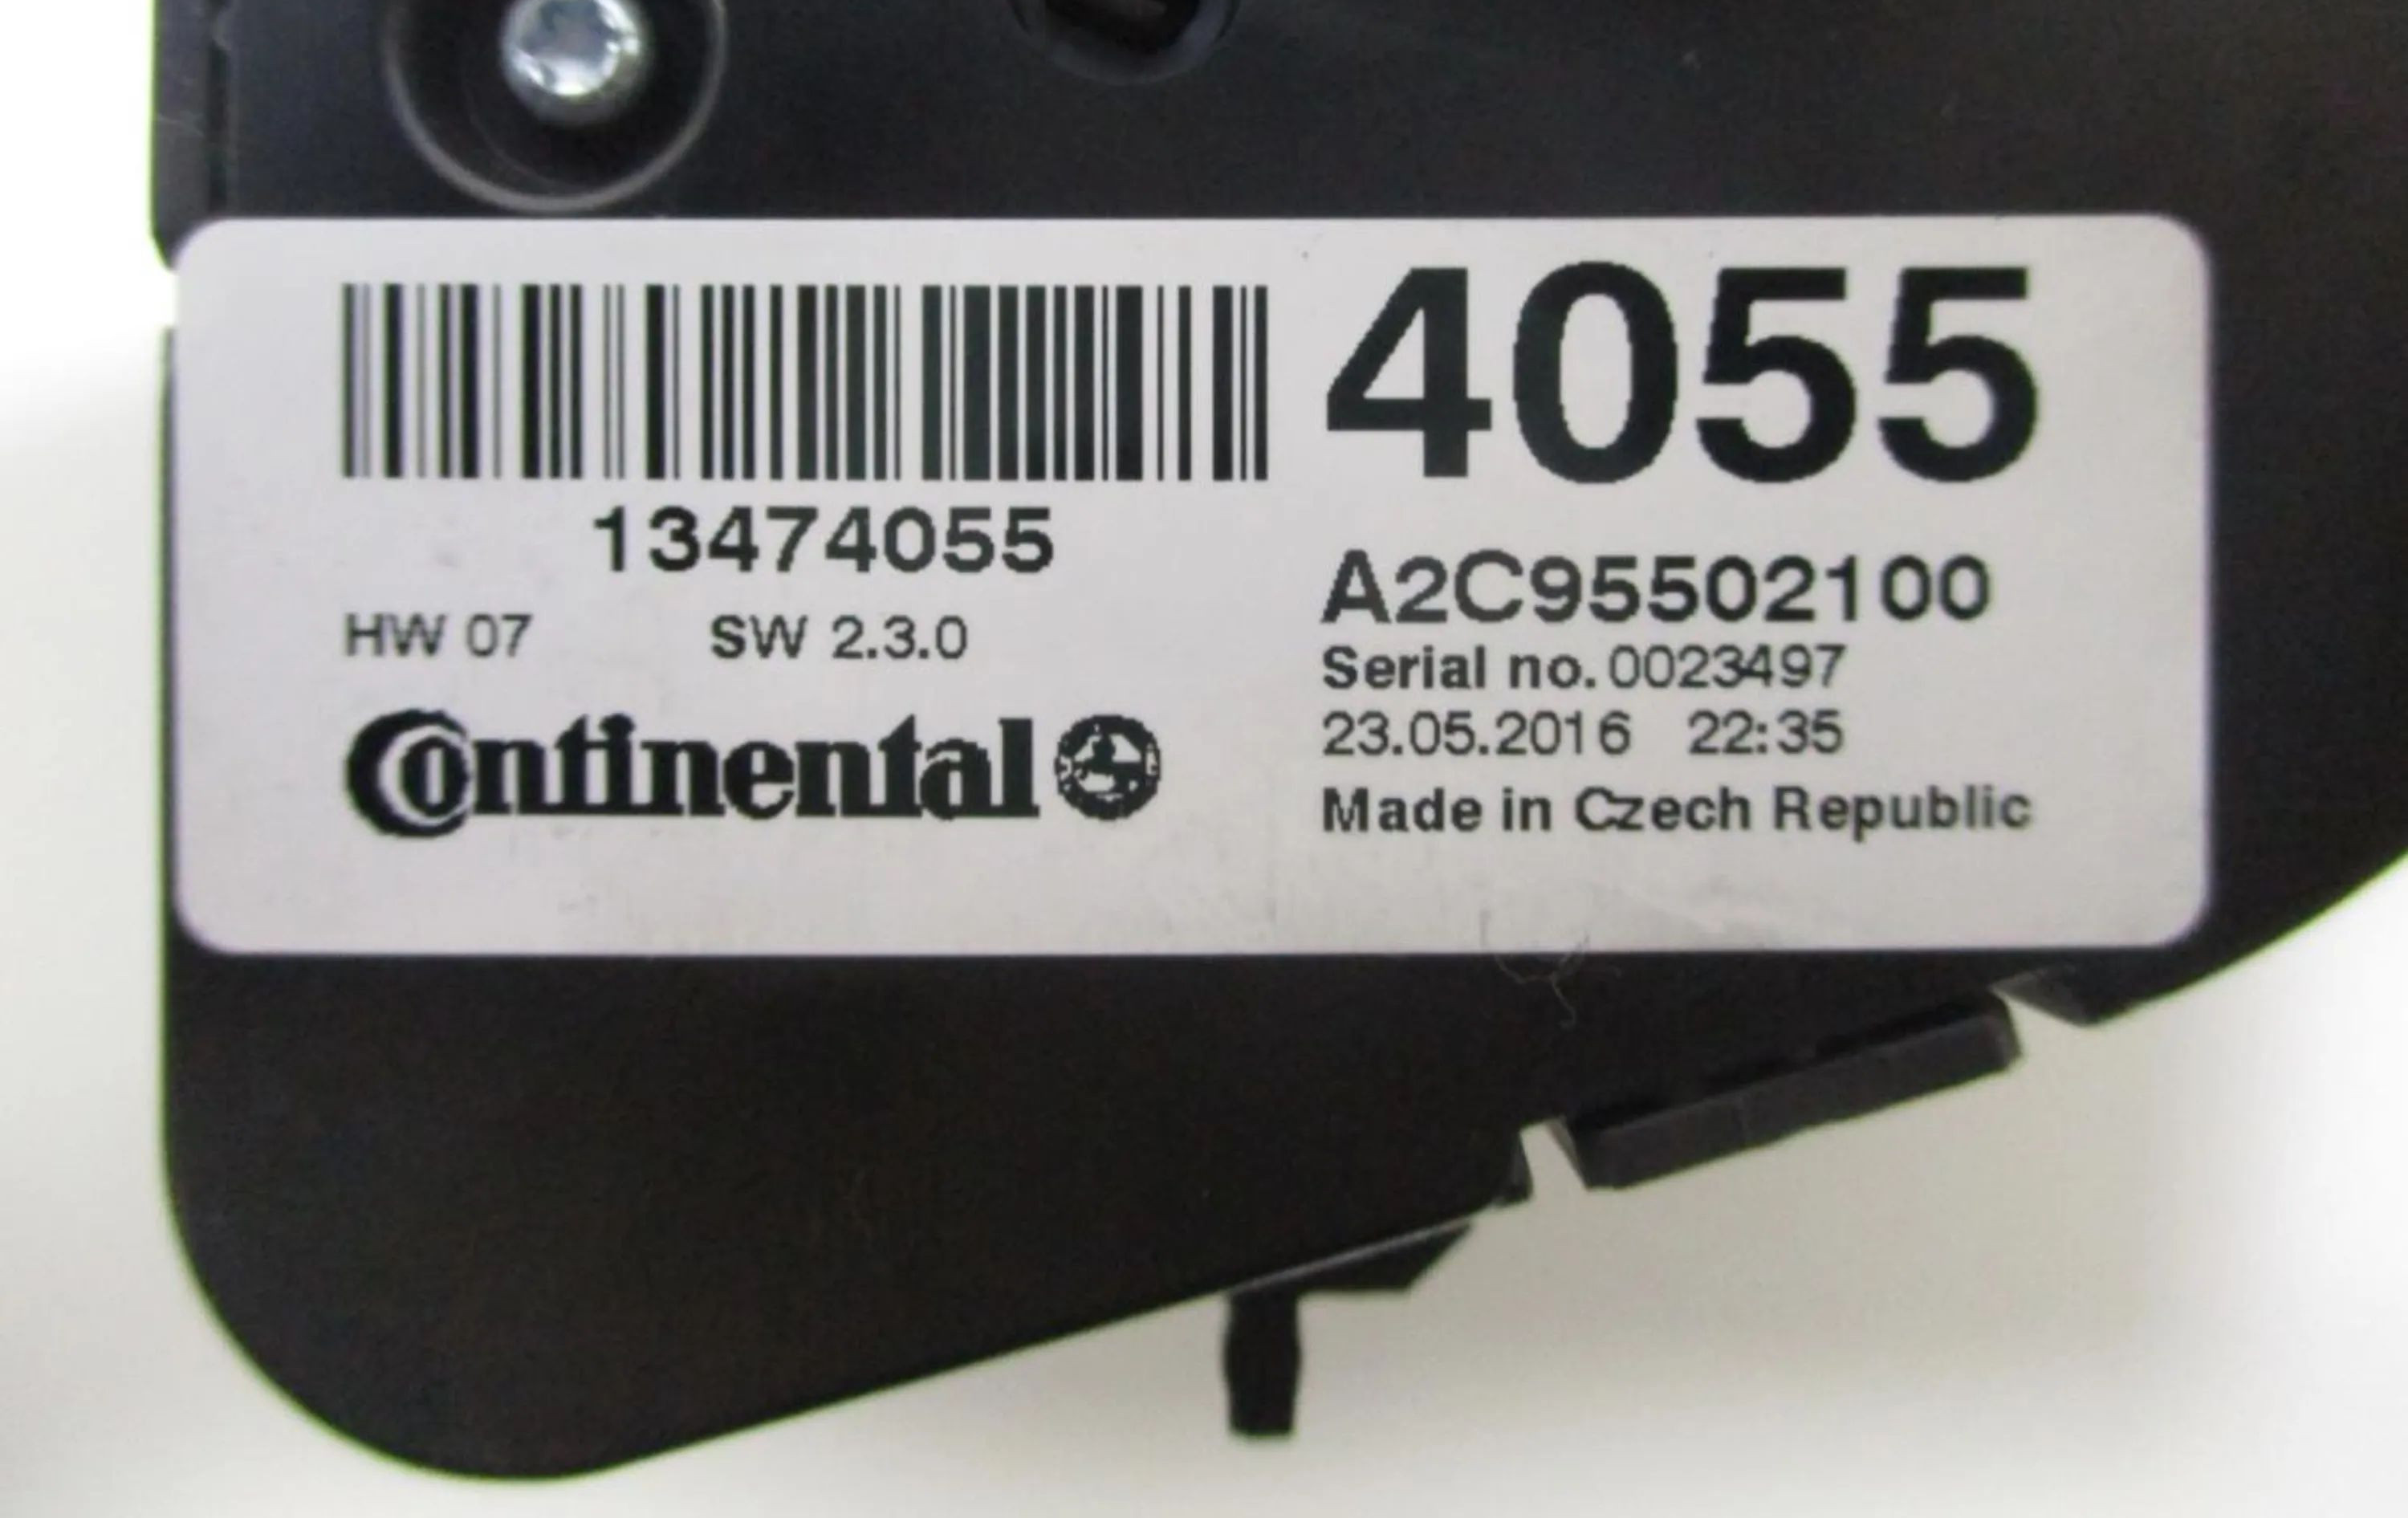 4055
13474055
A2C95502100
HW 07 SW 2.3.0
Serial no. 0023497
23.05.2016 22:35
Continental
Made in Czech Republic